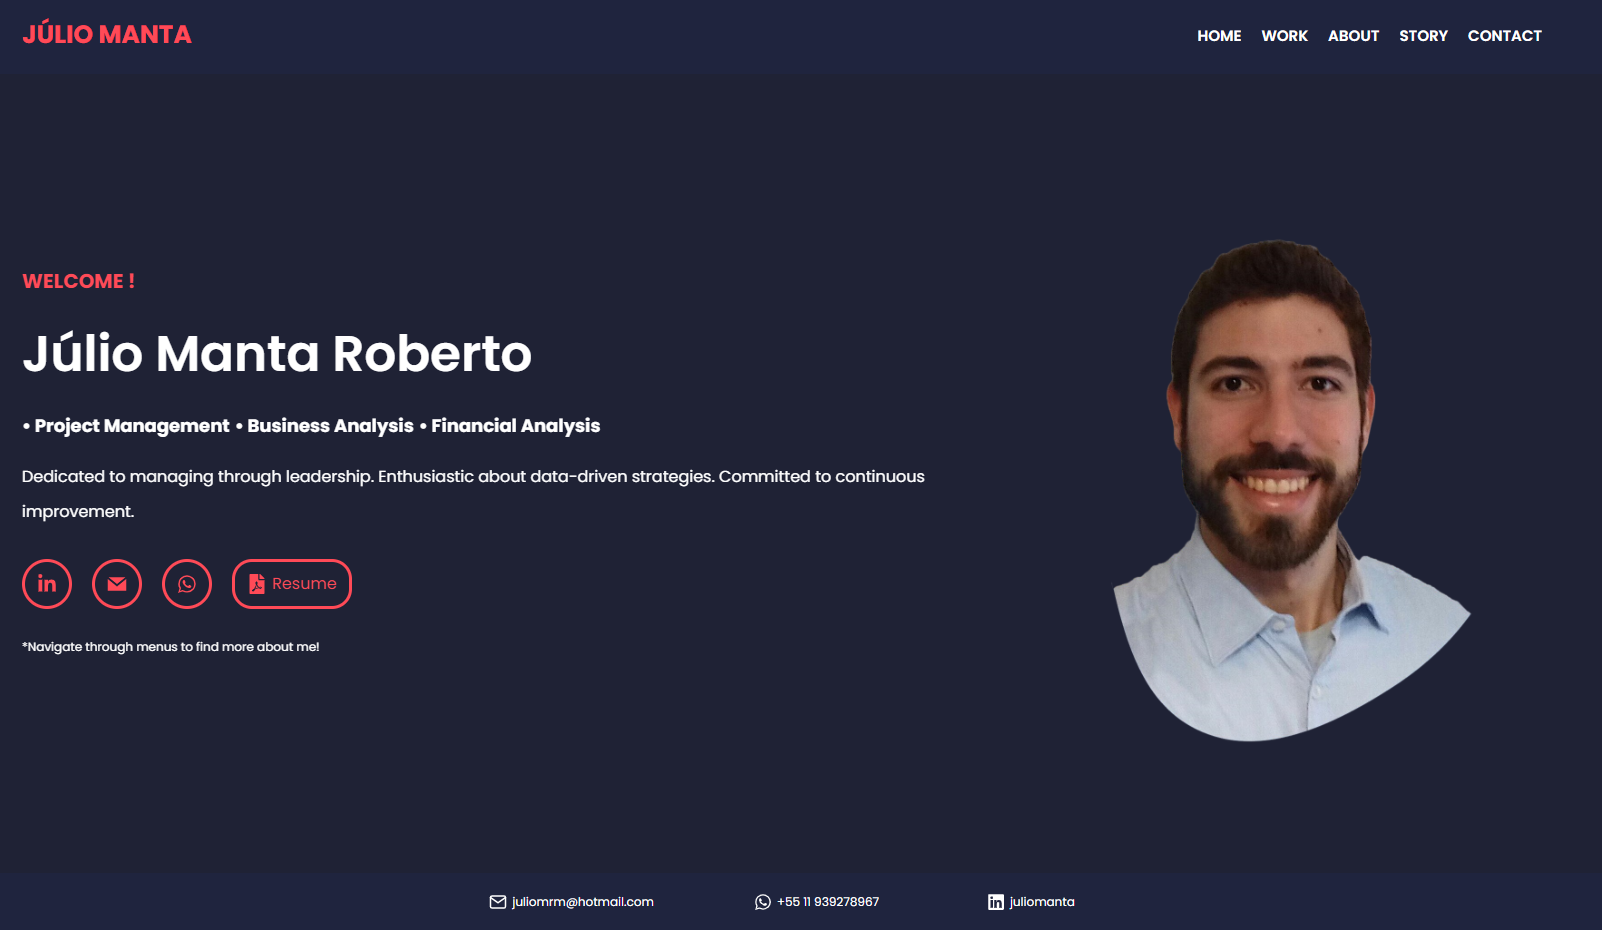 JÚLIO MANTA
HOME WORK ABOUT STORY CONTACT
WELCOME !
Júlio Manta Roberto
• Project Management • Business Analysis • Financial Analysis
Dedicated to managing through leadership. Enthusiastic about data-driven strategies. Committed to continuous
improvement.
in
Resume
*Navigate through menus to find more about me!
juliomrm@hotmail.com
+55 11 939278967
in juliomanta